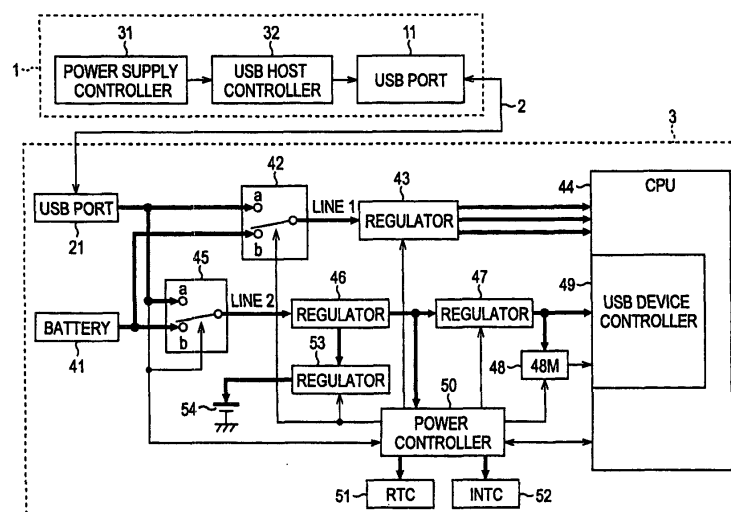 31
32
11
1
POWER SUPPLY
CONTROLLER
USB HOST
CONTROLLER
USB PORT
2
3
42
43
44
CPU
a
USB PORT
LINE 1
REGULATOR
21
b
45
46
47
49
USB DEVICE
CONTROLLER
a
LINE 2
BATTERY
REGULATOR
REGULATOR
41
b
53
REGULATOR
48
48M
54
50
POWER
CONTROLLER
51
RTC
INTC
52